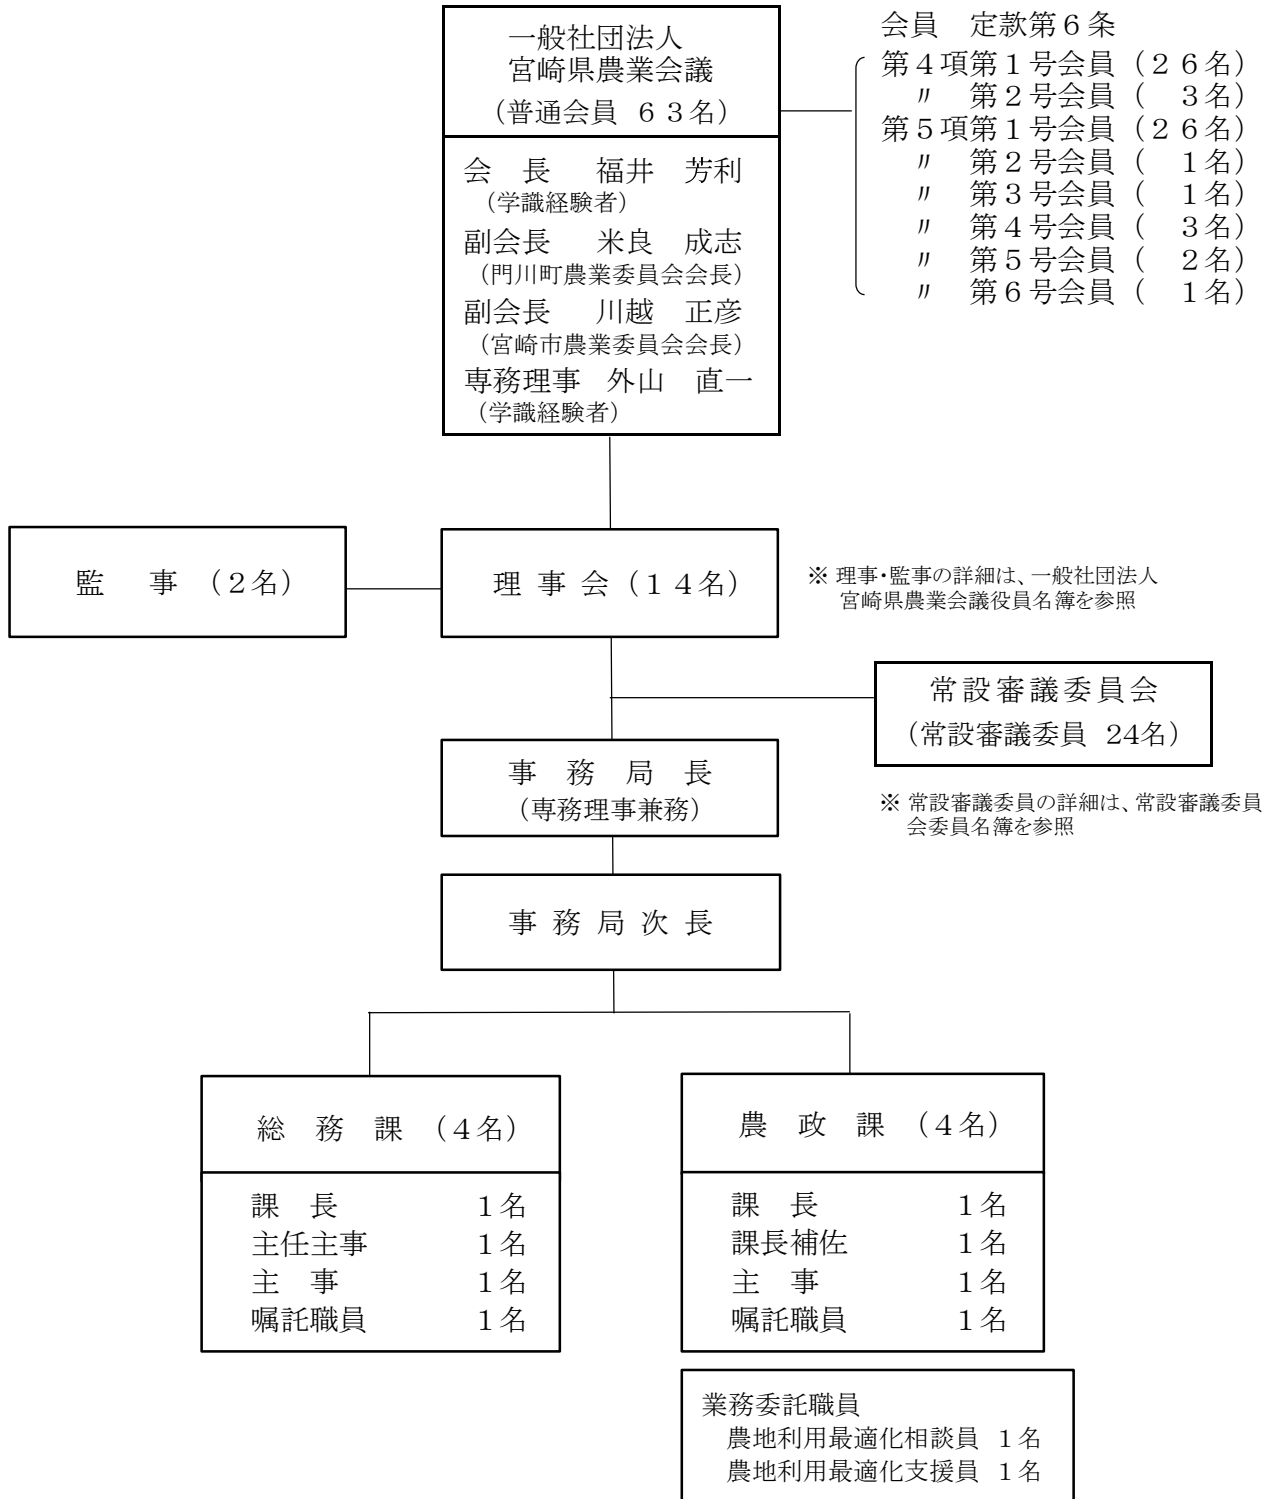 一般社団法人
宮崎県農業会議
（普通会員 ６３名）
会　長　福井　芳利
（学識経験者）
副会長　米良　成志
（門川町農業委員会会長）
副会長　川越　正彦
（宮崎市農業委員会会長）
専務理事　外山　直一
（学識経験者）
会員　定款第６条
第４項第１号会員（２６名）
〃　第２号会員（　３名）
第５項第１号会員（２６名）
〃　第２号会員（　１名）
〃　第３号会員（　１名）
〃　第４号会員（　３名）
〃　第５号会員（　２名）
〃　第６号会員（　１名）
監　事（２名）
理事会（１４名）
※ 理事・監事の詳細は、一般社団法人
宮崎県農業会議役員名簿を参照
常設審議委員会
（常設審議委員 24名）
※ 常設審議委員の詳細は、常設審議委員
会委員名簿を参照
事務局長
（専務理事兼務）
事務局次長
総　務　課（４名）
課　長　１名
主任主事　１名
主　事　１名
嘱託職員　１名
農　政　課（４名）
課　長　１名
課長補佐　１名
主　事　１名
嘱託職員　１名
業務委託職員
農地利用最適化相談員 １名
農地利用最適化支援員 １名